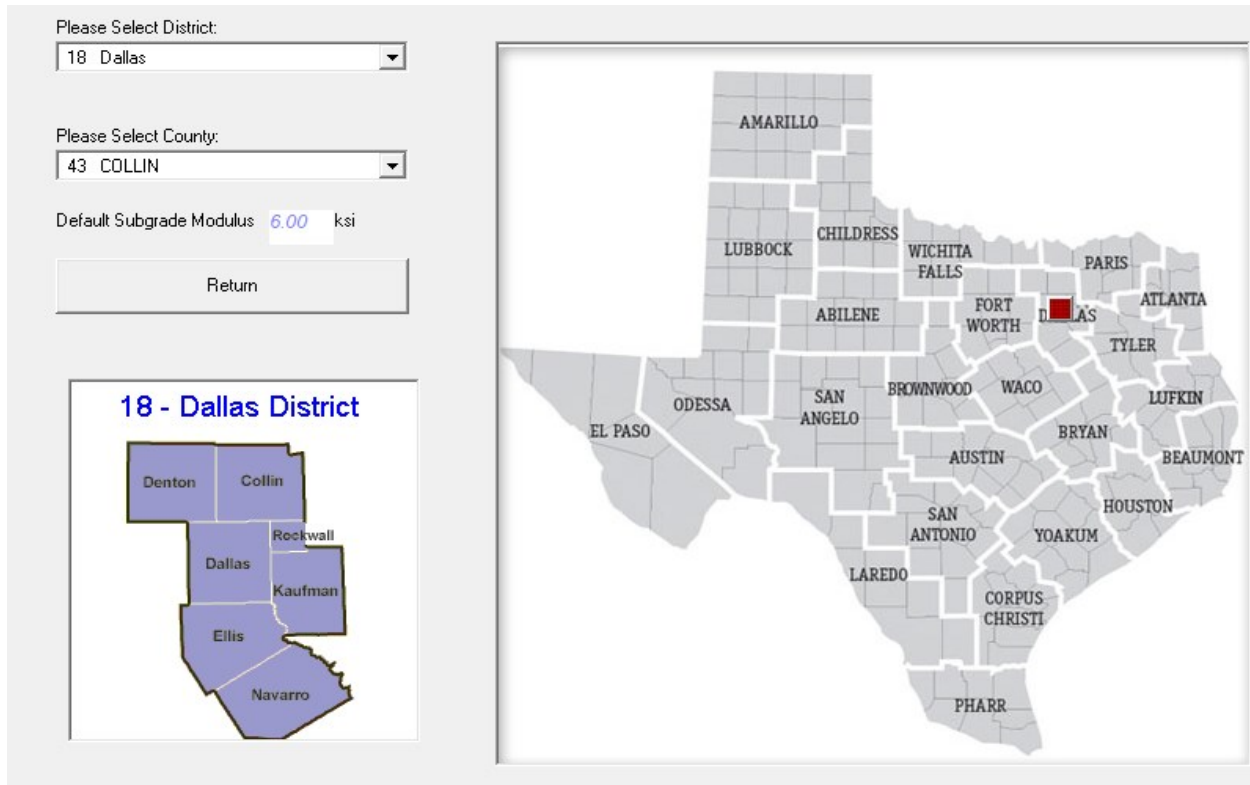 Please Select District:
18 Dallas
Please Select County:
43 COLLIN
Default Subgrade Modulus 6.00 ksi
Return
18 - Dallas District
Denton
Collin
Rockwall
Dallas
Kaufman
Ellis
Navarro
AMARILLO
LUBBOCK
CHILDRESS
WICHITA
FALLS
PARIS
ABILENE
FORT
WORTH
ATLANTA
TYLER
ODESSA
SAN
ANGELO
BROWNWOOD
WACO
LUFKIN
EL PASO
BRYAN
AUSTIN
BEAUMONT
HOUSTON
SAN
ANTONIO
YOAKUM
LAREDO
CORPUS
CHRISTI
PHARR